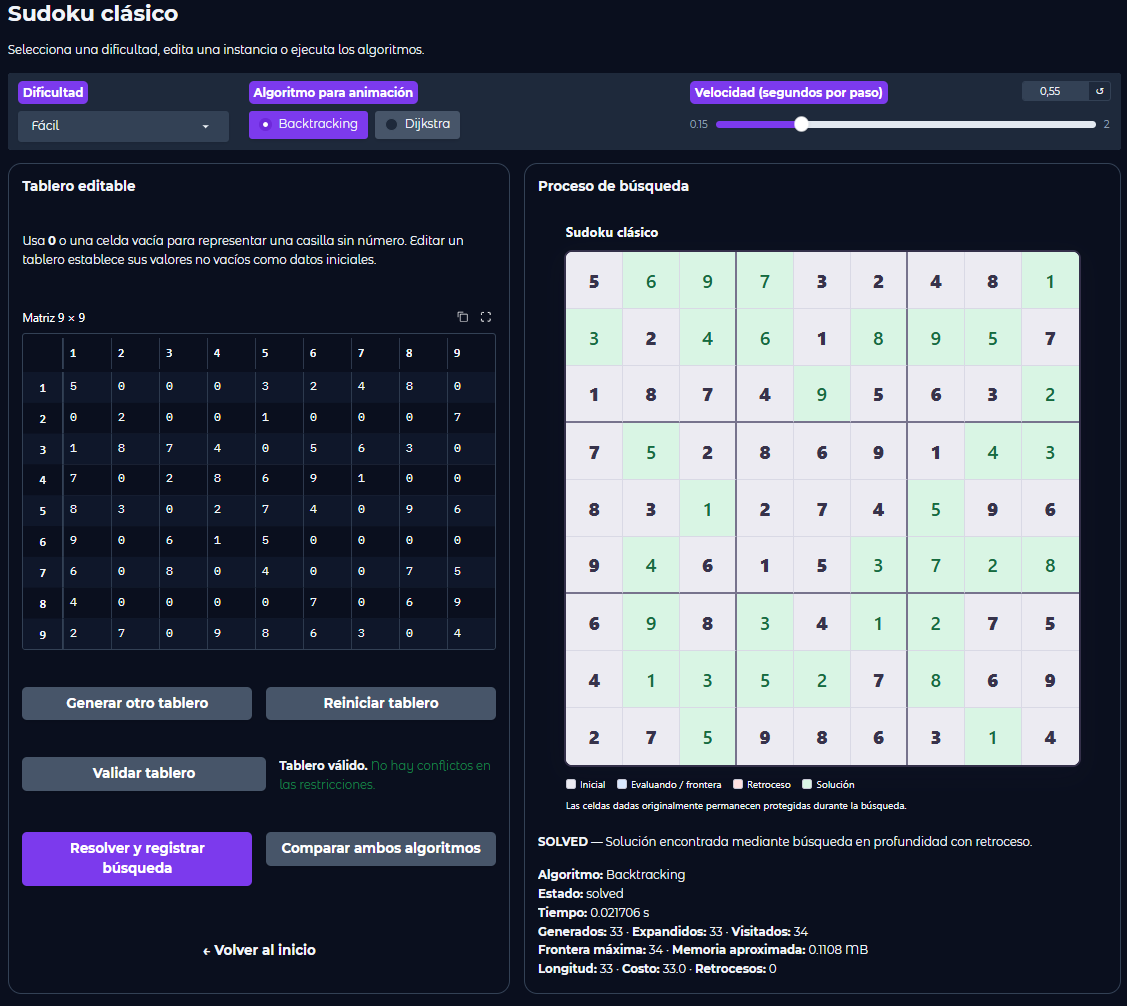 Sudoku clásico
Selecciona una dificultad, edita una instancia o ejecuta los algoritmos.
Dificultad
Fácil
Algoritmo para animación
Backtracking Dijkstra
Velocidad (segundos por paso)
0,55 ↺
0.15 2
Tablero editable
Usa 0 o una celda vacía para representar una casilla sin número. Editar un
tablero establece sus valores no vacíos como datos iniciales.
Matriz 9 × 9
1 2 3 4 5 6 7 8 9
1 5 0 0 0 3 2 4 8 0
2 0 2 0 0 1 0 0 0 7
3 1 8 7 4 0 5 6 3 0
4 7 0 2 8 6 9 1 0 0
5 8 3 0 2 7 4 0 9 6
6 9 0 6 1 5 0 0 0 0
7 6 0 8 0 4 0 0 7 5
8 4 0 0 0 0 7 0 6 9
9 2 7 0 9 8 6 3 0 4
Generar otro tablero
Reiniciar tablero
Validar tablero
Tablero válido. No hay conflictos en
las restricciones.
Resolver y registrar
búsqueda
Comparar ambos algoritmos
← Volver al inicio
Proceso de búsqueda
Sudoku clásico
5 6 9 7 3 2 4 8 1
3 2 4 6 1 8 9 5 7
1 8 7 4 9 5 6 3 2
7 5 2 8 6 9 1 4 3
8 3 1 2 7 4 5 9 6
9 4 6 1 5 3 7 2 8
6 9 8 3 4 1 2 7 5
4 1 3 5 2 7 8 6 9
2 7 5 9 8 6 3 1 4
Inicial Evaluando / frontera Retroceso Solución
Las celdas dadas originalmente permanecen protegidas durante la búsqueda.
SOLVED — Solución encontrada mediante búsqueda en profundidad con retroceso.
Algoritmo: Backtracking
Estado: solved
Tiempo: 0.021706 s
Generados: 33 · Expandidos: 33 · Visitados: 34
Frontera máxima: 34 · Memoria aproximada: 0.1108 MB
Longitud: 33 · Costo: 33.0 · Retrocesos: 0